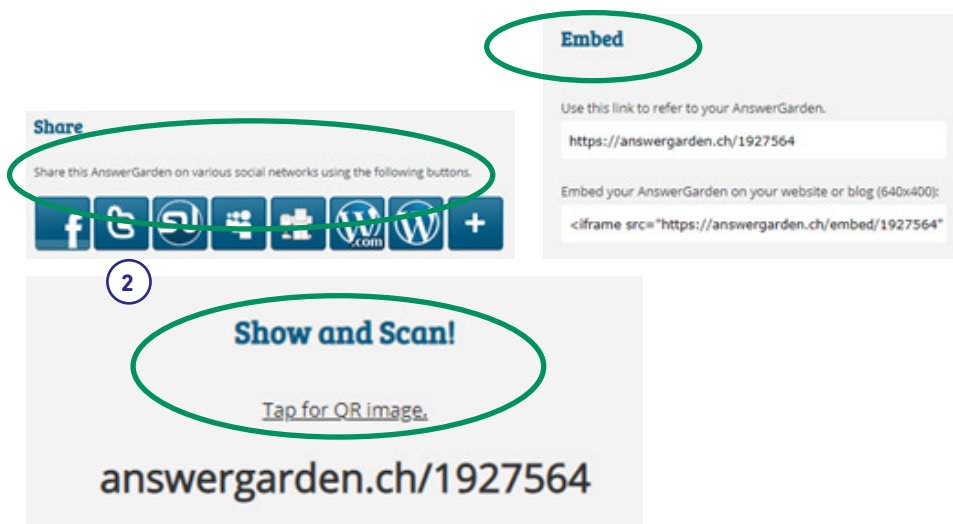 Embed
Use this link to refer to your AnswerGarden.
https://answergarden.ch/1927564
Embed your AnswerGarden on your website or blog (640x400):
<iframe src="https://answergarden.ch/embed/1927564"
Share
Share this AnswerGarden on various social networks using the following buttons.
.com
2
Show and Scan!
Tap for QR image.
answergarden.ch/1927564